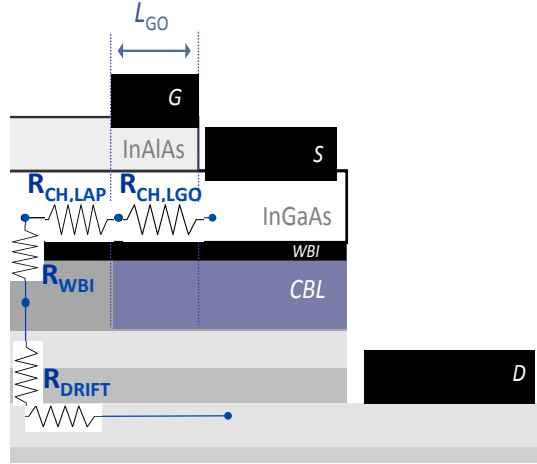 L_GO
G
InAlAs
S
R_CH,LAP R_CH,LGO
InGaAs
WBI
R_WBI
CBL
R_DRIFT
D